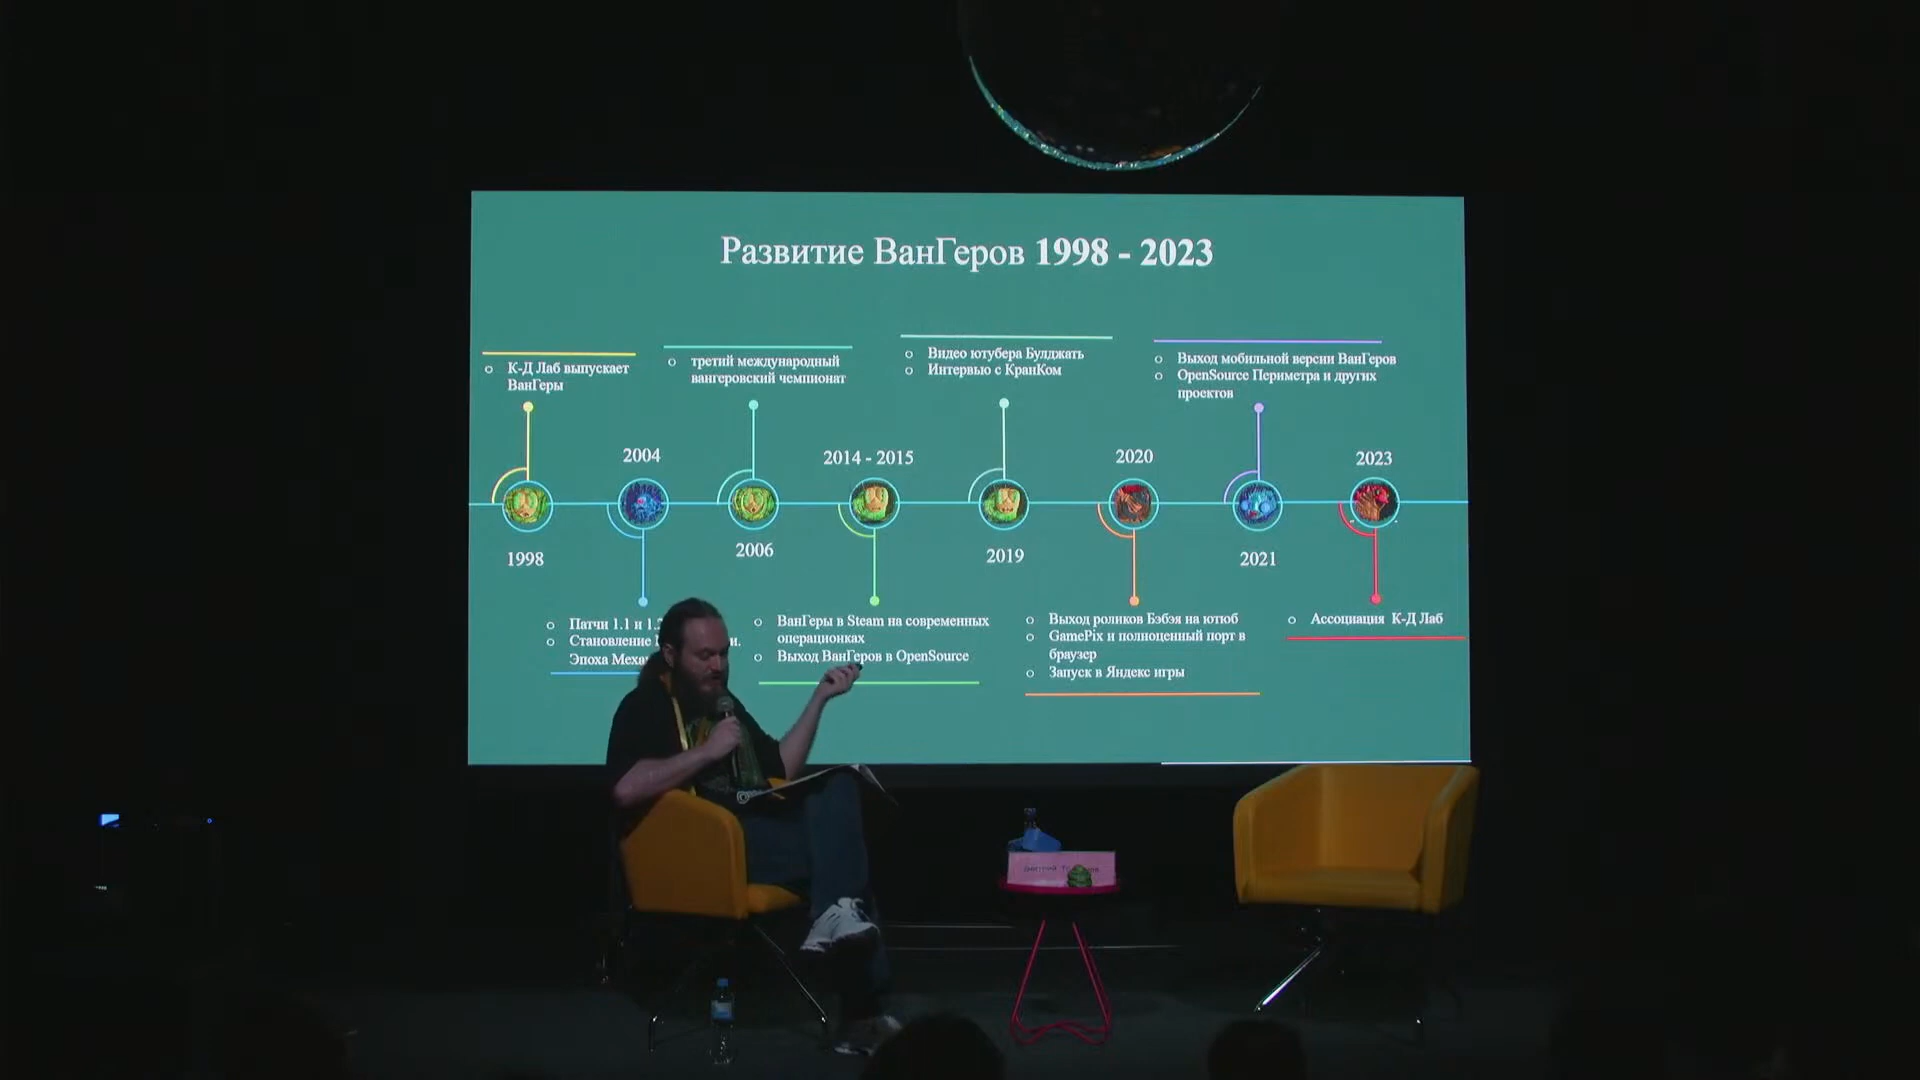 Развитие ВанГеров 1998 - 2023
К-Д Лаб выпускает
ВанГеры
1998
2004
Патчи 1.1 и
Становление
Эпоха
третий международный
вангеровский чемпионат
2006
2014 - 2015
ВанГеры в Steam на современных
операционках
Выход ВанГеров в OpenSource
Видео ютубера Булджать
Интервью с КранКом
2019
2020
Выход роликов Бэбэя на ютюб
GamePix и полноценный порт в
браузер
Запуск в Яндекс игры
Выход мобильной версии ВанГеров
OpenSource Периметра и других
проектов
2021
2023
Ассоциация К-Д Лаб
Дмитрий